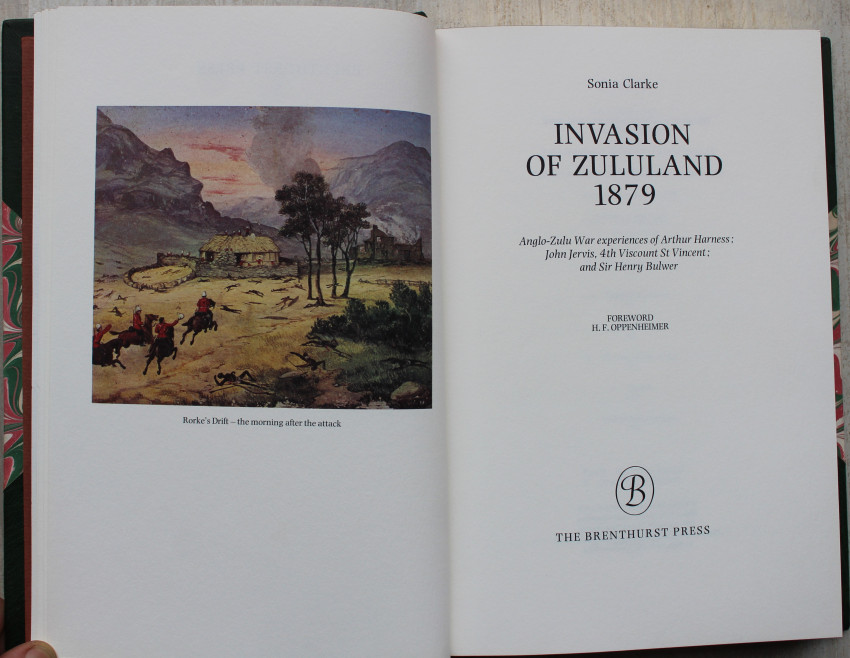 Rorke's Drift – the morning after the attack
Sonia Clarke
INVASION
OF ZULULAND
1879
Anglo-Zulu War experiences of Arthur Harness;
John Jervis, 4th Viscount St Vincent;
and Sir Henry Bulwer
FOREWORD
H. F. OPPENHEIMER
B
THE BRENTHURST PRESS